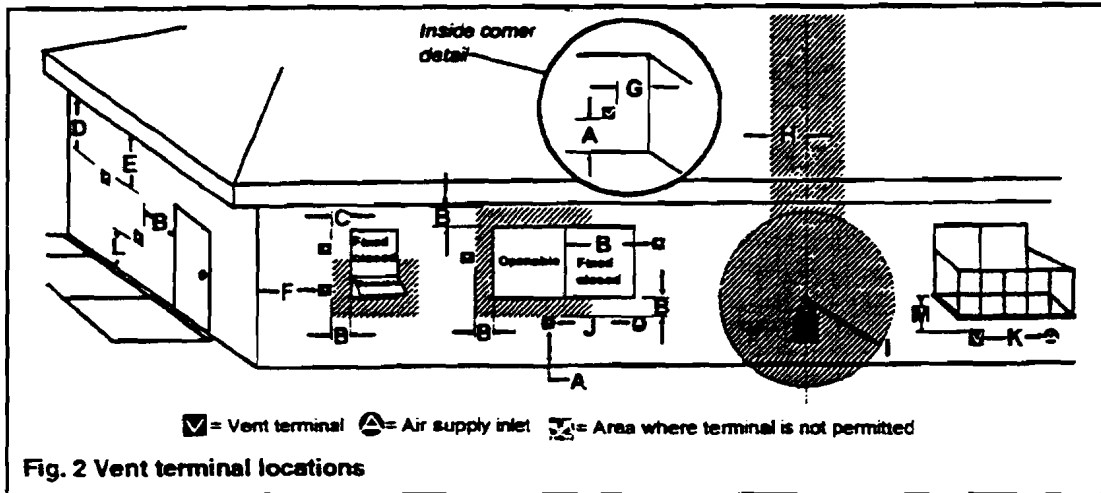 Inside corner
detail
G
A
H
D
E
B
L
C
B
Fixed
closed
Openable
B
Fixed
closed
F
B
B
B
J
A
I
M
K
V = Vent terminal = Air supply inlet = Area where terminal is not permitted
Fig. 2 Vent terminal locations